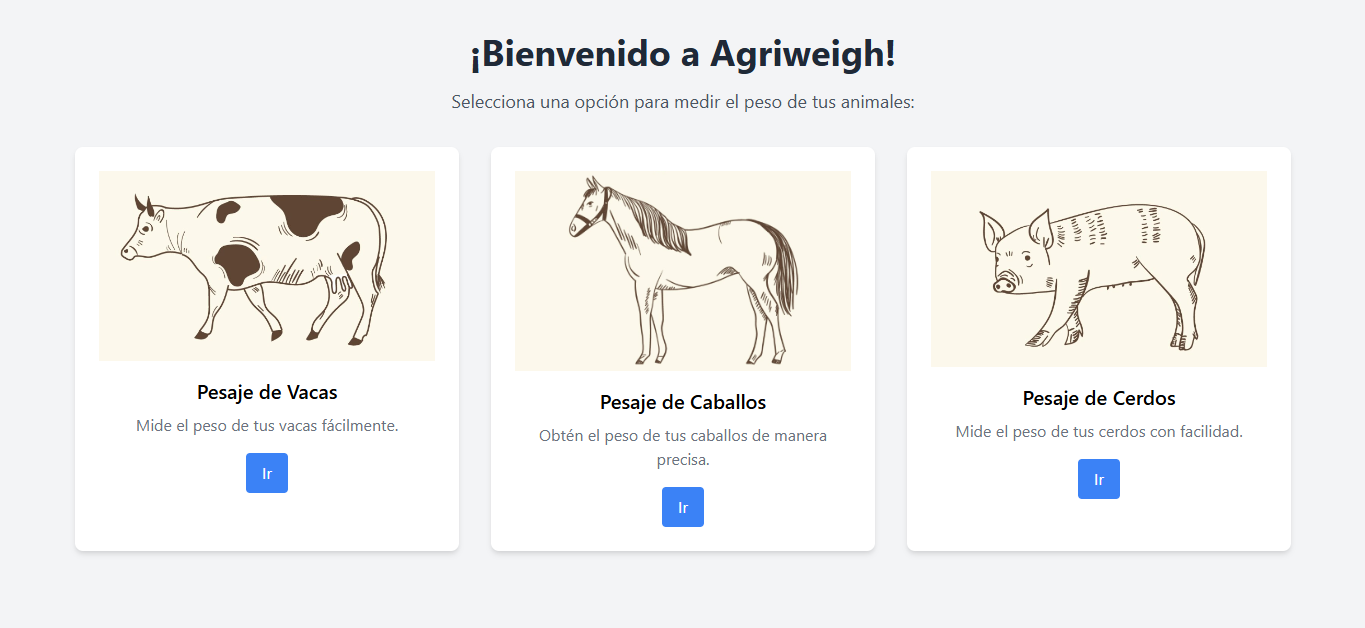 ¡Bienvenido a Agriweigh!
Selecciona una opción para medir el peso de tus animales:
Pesaje de Vacas
Mide el peso de tus vacas fácilmente.
Ir
Pesaje de Caballos
Obtén el peso de tus caballos de manera
precisa.
Ir
Pesaje de Cerdos
Mide el peso de tus cerdos con facilidad.
Ir